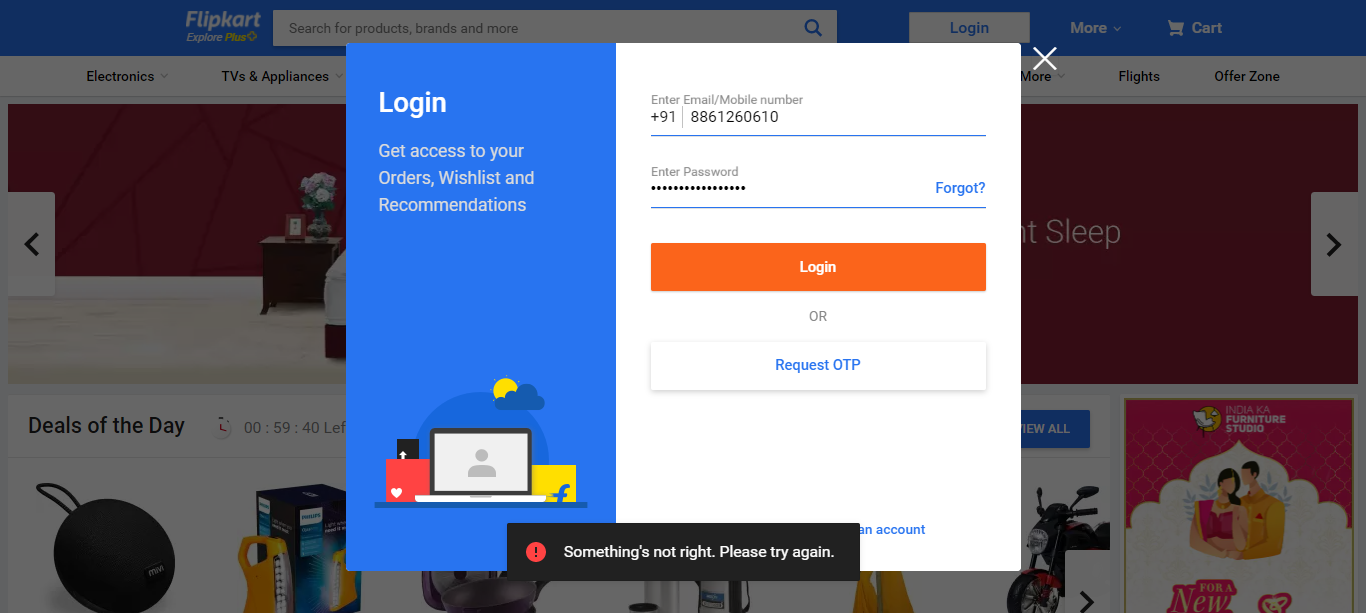 Flipkart
Explore Plus
Search for products, brands and more
Login
More
Cart
Electronics
TVs & Appliances
More
Flights
Offer Zone
Login
Get access to your
Orders, Wishlist and
Recommendations
Enter Email/Mobile number
+91 8861260610
Enter Password
Forgot?
Login
OR
Request OTP
an account
Something's not right. Please try again.
Sleep
Deals of the Day
00 : 59 : 40 Lef
VIEW ALL
PHILIPS
mivi
INDIA KA
FURNITURE
STUDIO
FOR A
New